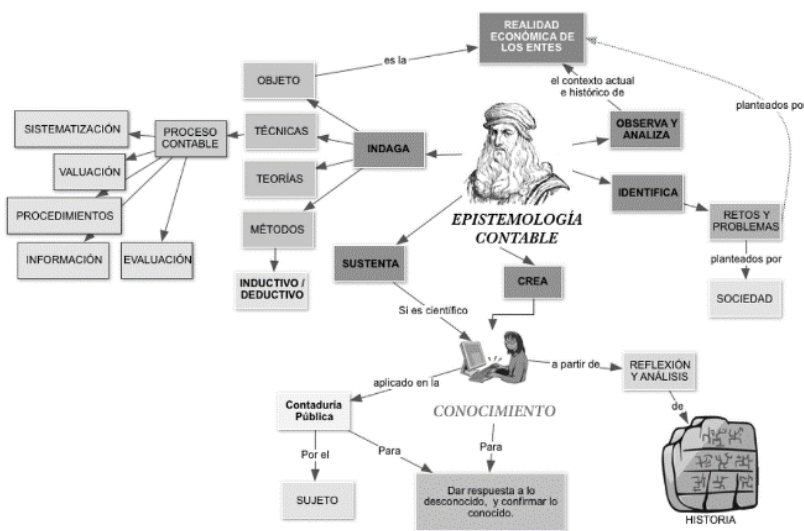 REALIDAD
ECONÓMICA DE
LOS ENTES
es la
OBJETO
el contexto actual
e histórico de
planteados po
SISTEMATIZACIÓN
PROCESO
CONTABLE
TÉCNICAS
INDAGA
OBSERVA Y
ANALIZA
VALUACIÓN
TEORÍAS
IDENTIFICA
PROCEDIMIENTOS
MÉTODOS
EPISTEMOLOGÍA
CONTABLE
RETOS Y
PROBLEMAS
INFORMACIÓN
EVALUACIÓN
SUSTENTA
planteados por
INDUCTIVO /
DEDUCTIVO
CREA
SOCIEDAD
Si es científico
a partir de
REFLEXIÓN
Y ANÁLISIS
aplicado en la
Contaduría
Pública
CONOCIMIENTO
de
Por el
Para
Para
SUJETO
Dar respuesta a lo
desconocido, y confirmar lo
conocido.
HISTORIA